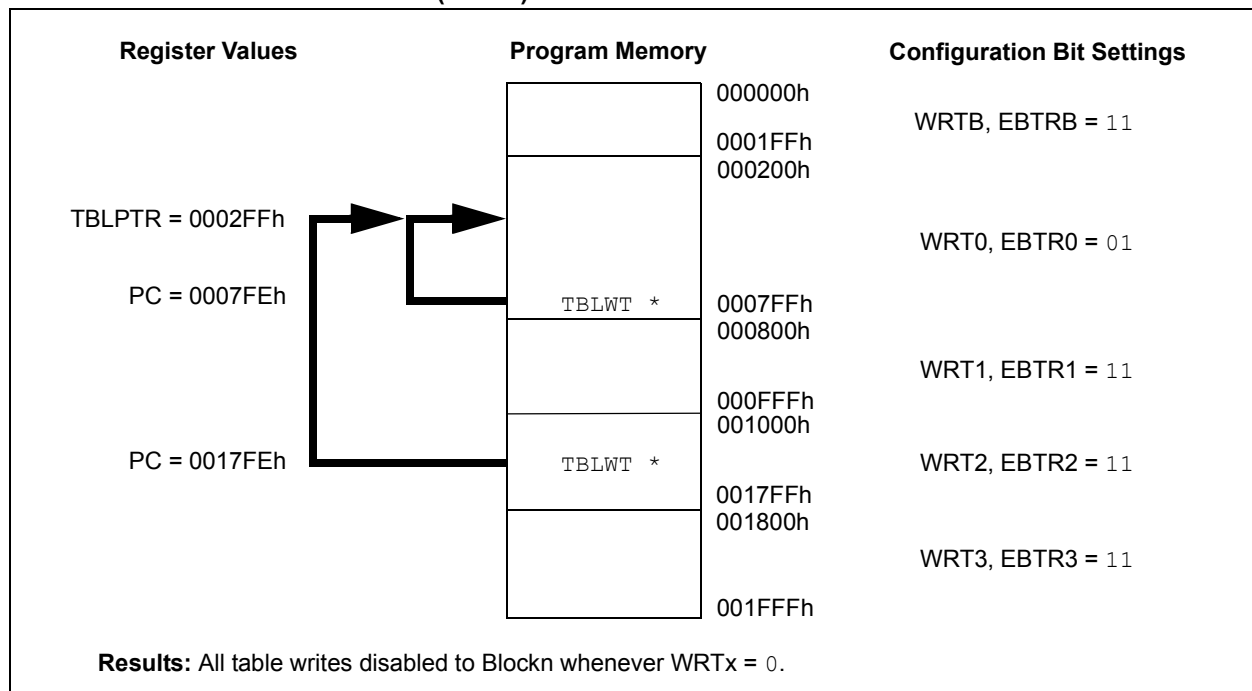 Register Values Program Memory Configuration Bit Settings
000000h
WRTB, EBTRB = 11
0001FFh
000200h
TBLPTR = 0002FFh
WRT0, EBTR0 = 01
PC = 0007FEh
TBLWT *
0007FFh
000800h
WRT1, EBTR1 = 11
000FFFh
001000h
PC = 0017FEh
TBLWT *
WRT2, EBTR2 = 11
0017FFh
001800h
WRT3, EBTR3 = 11
001FFFh
Results: All table writes disabled to Blockn whenever WRTx = 0.